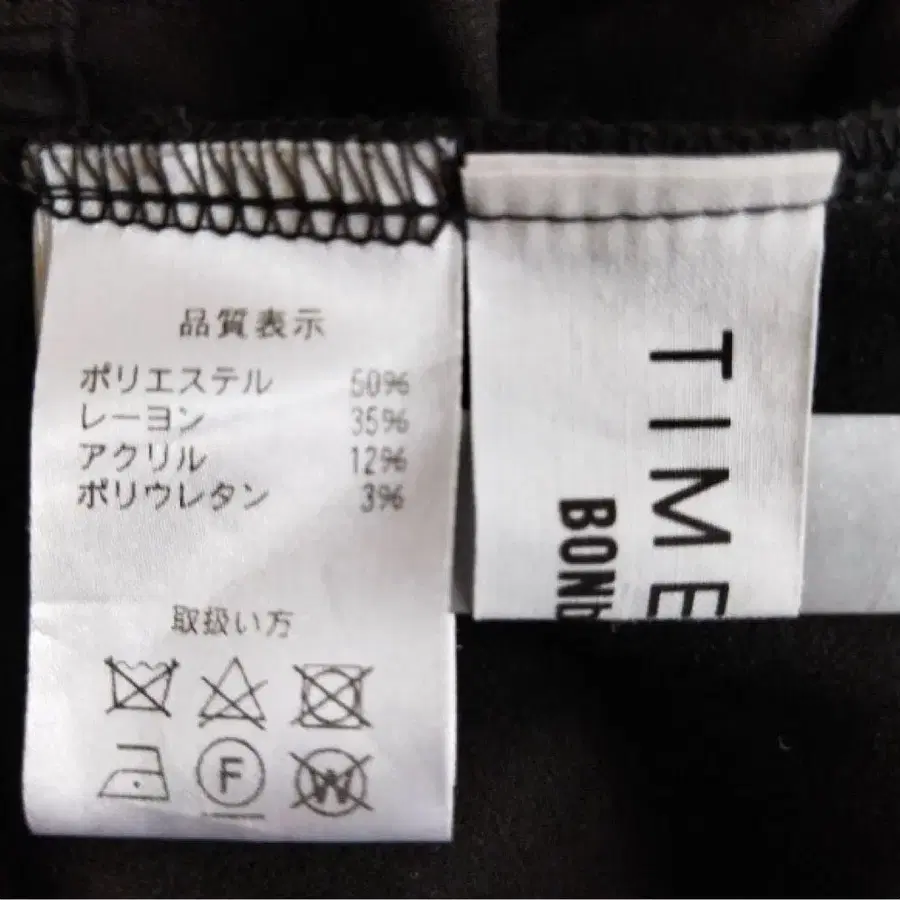 品質表示
ポリエステル 50%
レーヨン 35%
アクリル 12%
ポリウレタン 3%
取扱い方
F W
TIME
BON